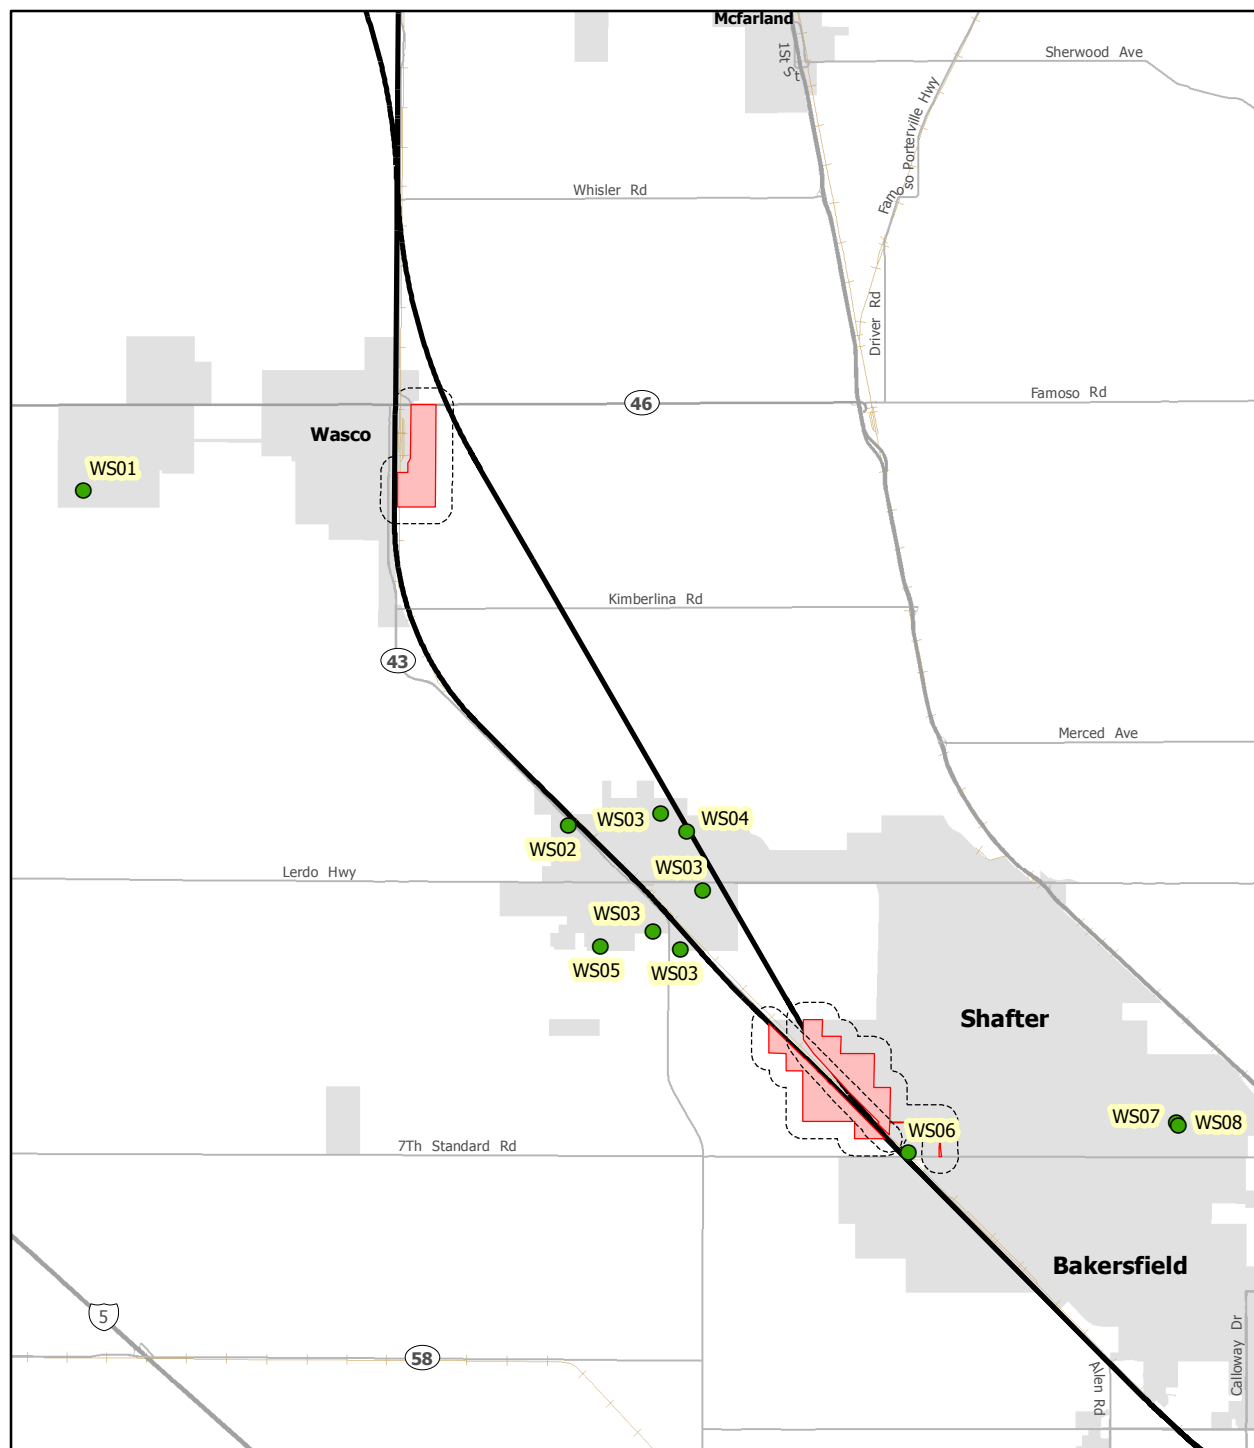 Mcfarland
1St St
Sherwood Ave
Famoso Porterville Hwy
Whisler Rd
Driver Rd
46
Famoso Rd
Wasco
WS01
Kimberlina Rd
43
Merced Ave
WS03
WS04
WS02
WS03
Lerdo Hwy
WS03
WS05
WS03
Shafter
WS07
WS08
WS06
7Th Standard Rd
Bakersfield
5
58
Allen Rd
Calloway Dr